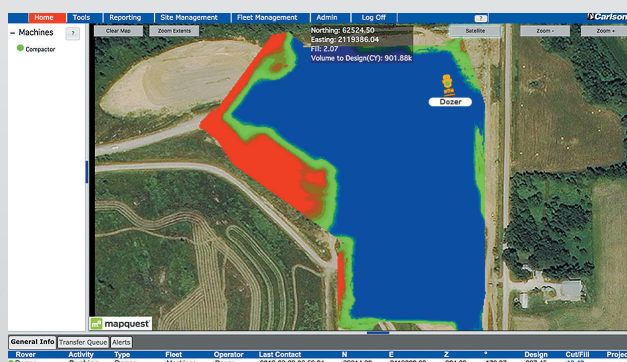 Home Tools Reporting Site Management Fleet Management Admin Log Off ? Carlson
− Machines ?
Compactor
Clear Map Zoom Extents Satellite Zoom - Zoom +
Northing: 62524.50
Easting: 2119386.04
Fill: 2.07
Volume to Design(CY): 901.88k
Dozer
mapquest
General Info Transfer Queue Alerts
Rover Activity Type Fleet Operator Last Contact N E Z ° Design Cut/Fill Projec